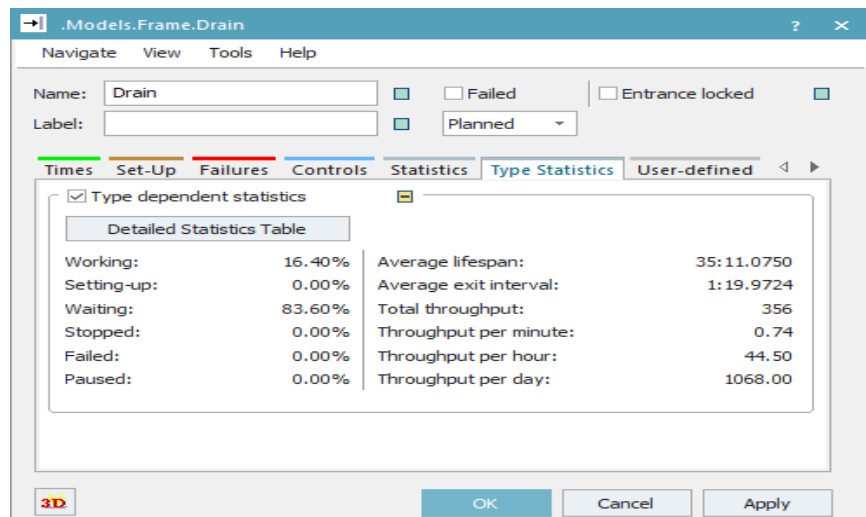 .Models.Frame.Drain ? ×
Navigate View Tools Help
Name: Drain Failed Entrance locked
Label: Planned
Times Set-Up Failures Controls Statistics Type Statistics User-defined
Type dependent statistics
Detailed Statistics Table
Working: 16.40% Average lifespan: 35:11.0750
Setting-up: 0.00% Average exit interval: 1:19.9724
Waiting: 83.60% Total throughput: 356
Stopped: 0.00% Throughput per minute: 0.74
Failed: 0.00% Throughput per hour: 44.50
Paused: 0.00% Throughput per day: 1068.00
3D OK Cancel Apply